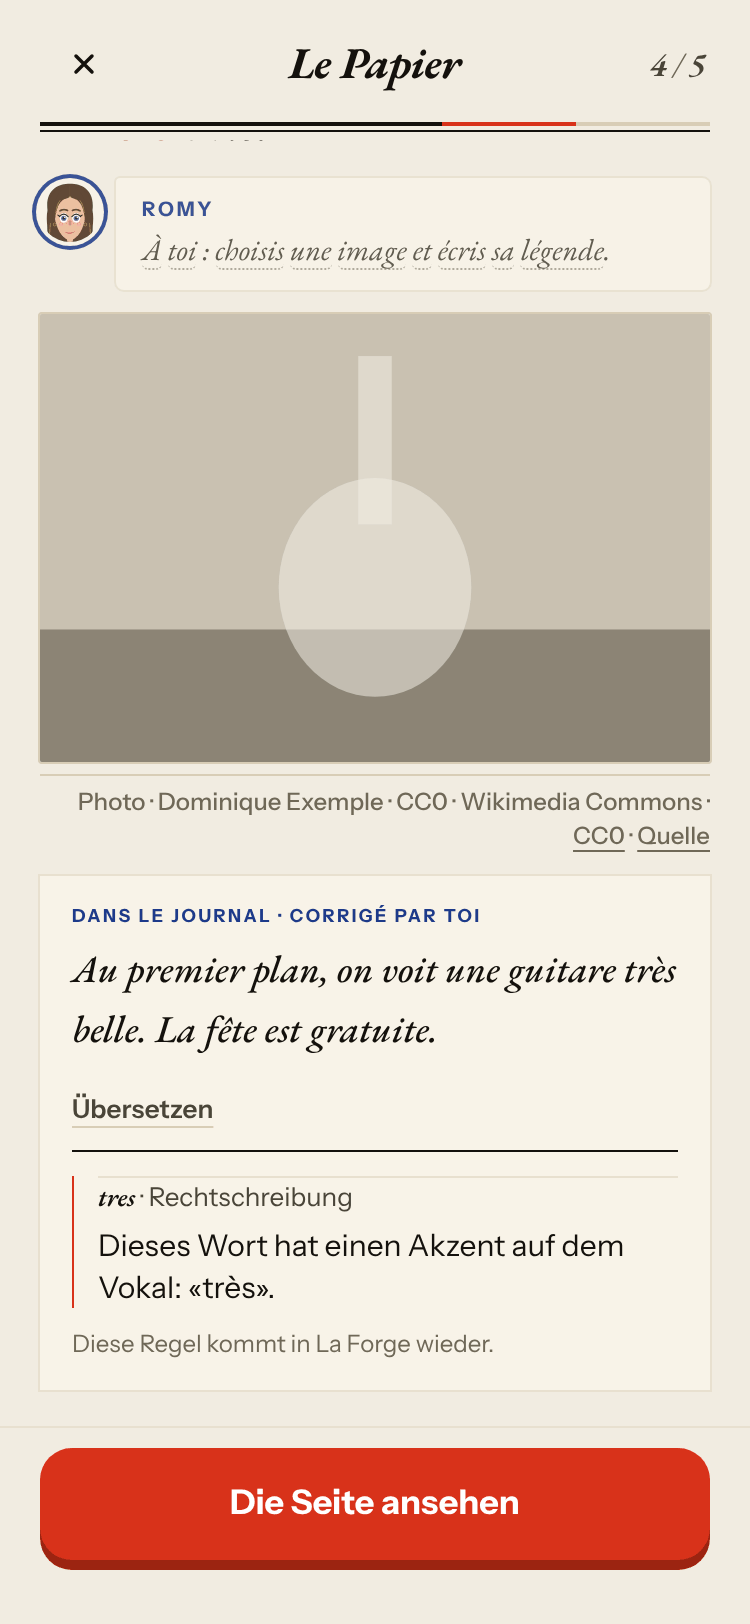 Le Papier
4/5
ROMY
À toi : choisis une image et écris sa légende.
Photo · Dominique Exemple · CC0 · Wikimedia Commons ·
CC0 · Quelle
DANS LE JOURNAL · CORRIGÉ PAR TOI
Au premier plan, on voit une guitare très
belle. La fête est gratuite.
Übersetzen
tres · Rechtschreibung
Dieses Wort hat einen Akzent auf dem
Vokal: «très».
Diese Regel kommt in La Forge wieder.
Die Seite ansehen